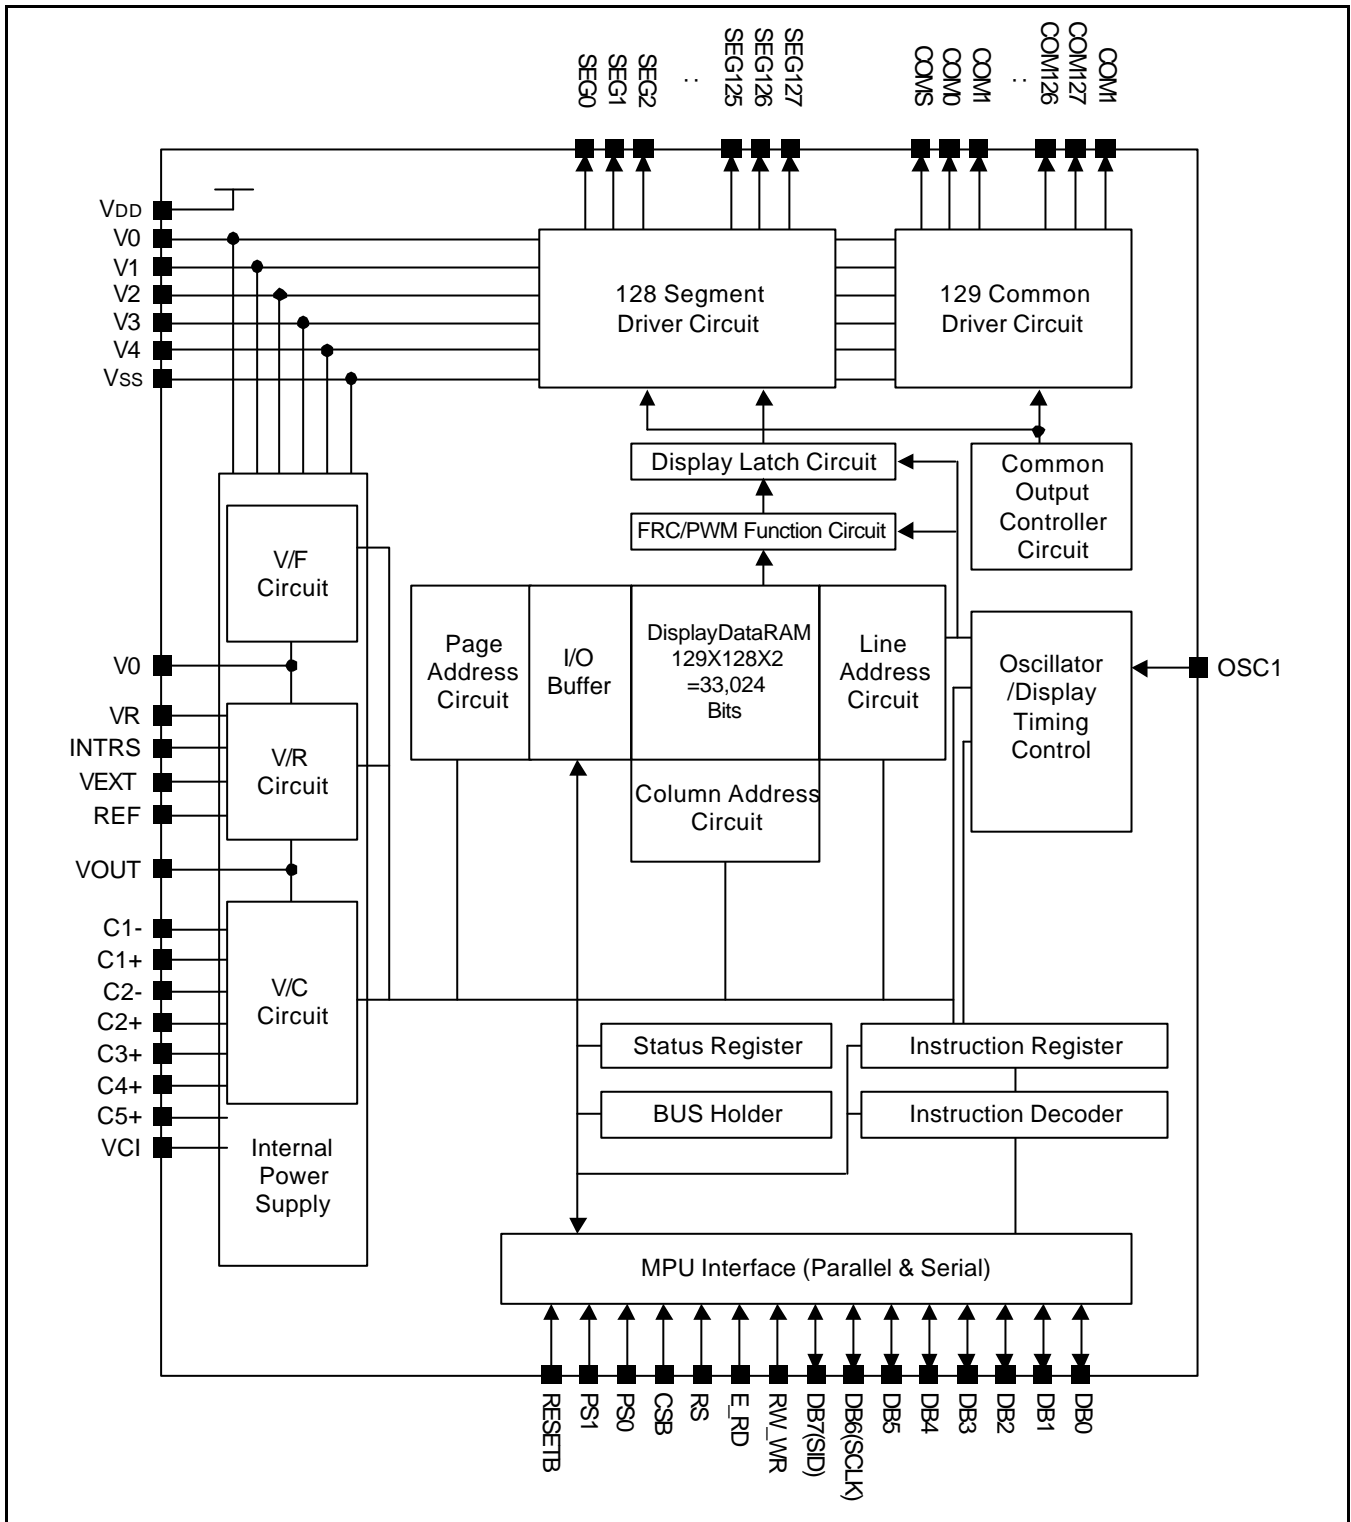 SEG0
SEG1
SEG2
..
SEG125
SEG126
SEG127
COMS
COM0
COM1
..
COM126
COM127
COM1
VDD
V0
V1
V2
V3
V4
VSS
128 Segment
Driver Circuit
129 Common
Driver Circuit
Display Latch Circuit
FRC/PWM Function Circuit
Common
Output
Controller
Circuit
V/F
Circuit
Page
Address
Circuit
I/O
Buffer
DisplayDataRAM
129X128X2
=33,024
Bits
Line
Address
Circuit
Oscillator
/Display
Timing
Control
OSC1
V0
VR
INTRS
VEXT
REF
V/R
Circuit
Column Address
Circuit
VOUT
C1-
C1+
C2-
C2+
C3+
C4+
C5+
VCI
V/C
Circuit
Internal
Power
Supply
Status Register
Instruction Register
BUS Holder
Instruction Decoder
MPU Interface (Parallel & Serial)
RESETB
PS1
PS0
CSB
RS
E_RD
RW_WR
DB7(SID)
DB6(SCLK)
DB5
DB4
DB3
DB2
DB1
DB0